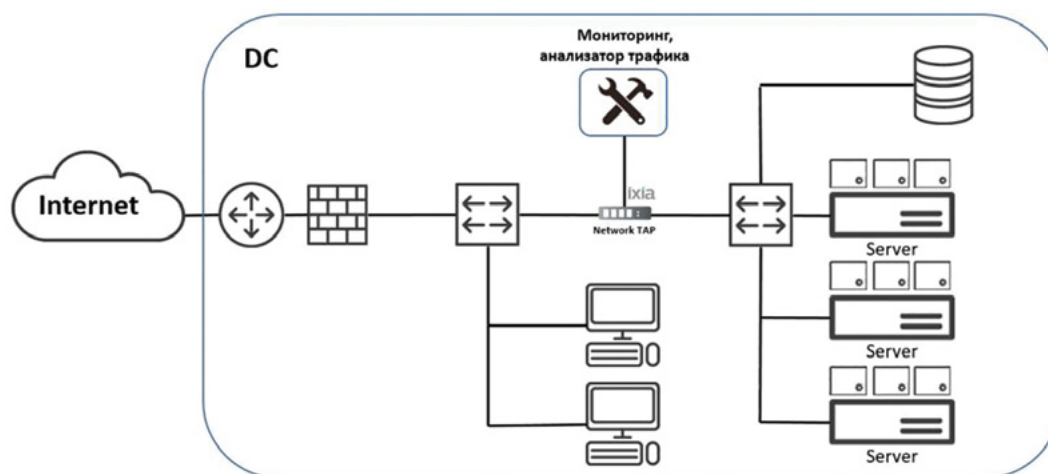 DC
Мониторинг,
анализатор трафика
Internet
ixia
Network TAP
Server
Server
Server